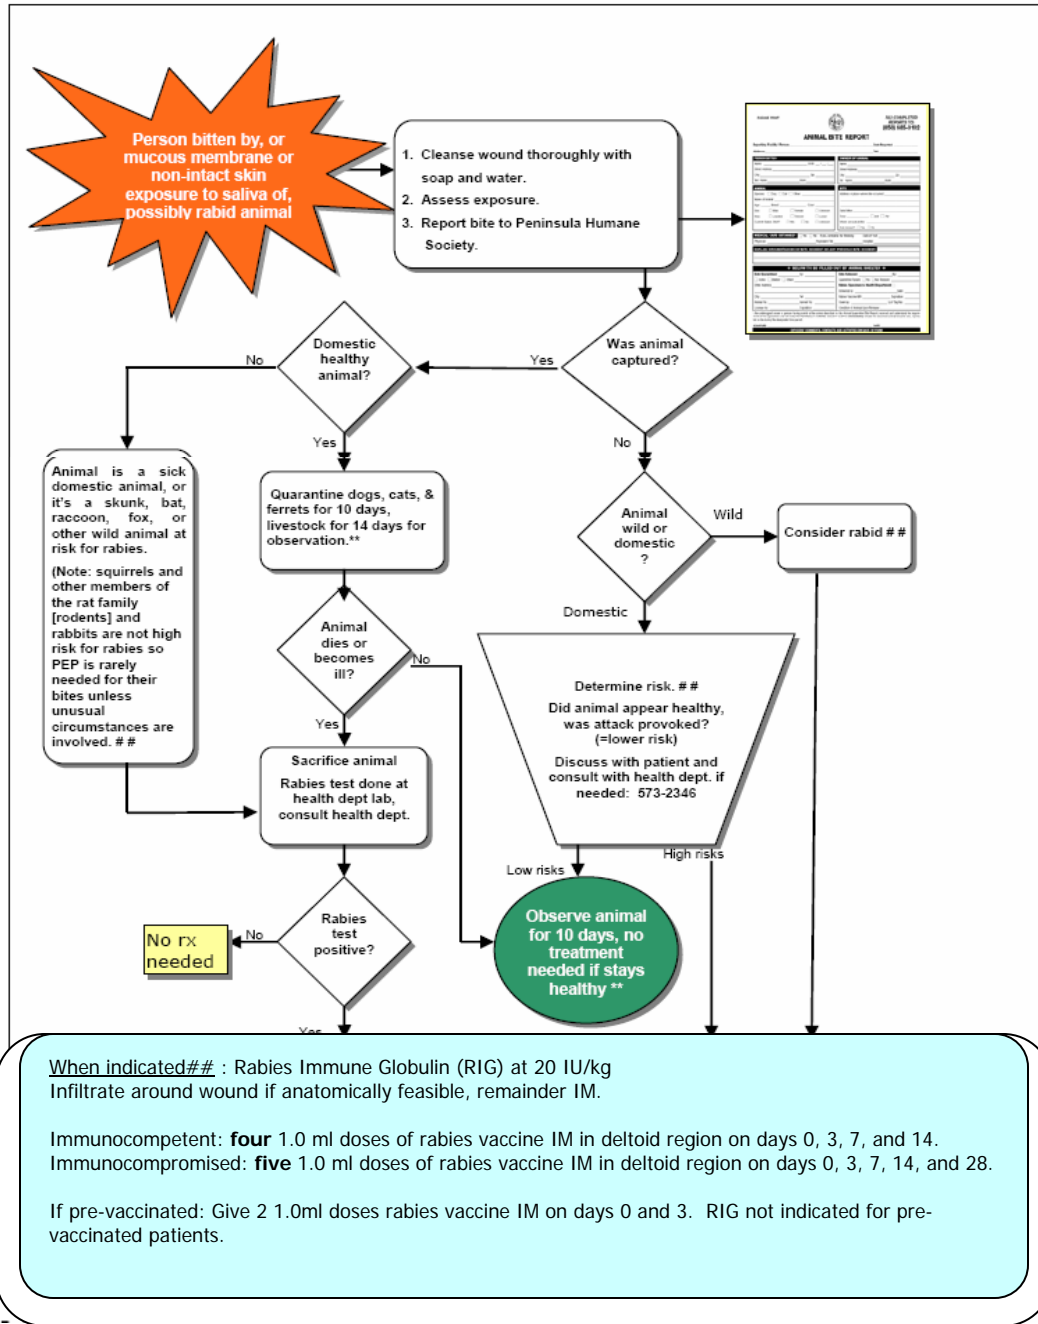 Person bitten by, or
mucous membrane or
non-intact skin
exposure to saliva of,
possibly rabid animal
1. Cleanse wound thoroughly with
soap and water.
2. Assess exposure.
3. Report bite to Peninsula Humane
Society.
ANIMAL BITE REPORT
Was animal
captured?
Yes
No
Domestic
healthy
animal?
No
Yes
Animal is a sick
domestic animal, or
it's a skunk, bat,
raccoon, fox, or
other wild animal at
risk for rabies.
(Note: squirrels and
other members of
the rat family
[rodents] and
rabbits are not high
risk for rabies so
PEP is rarely
needed for their
bites unless
unusual
circumstances are
involved. # #
Quarantine dogs, cats, &
ferrets for 10 days,
livestock for 14 days for
observation.**
Animal
wild or
domestic
?
Wild
Consider rabid # #
Domestic
Animal
dies or
becomes
ill?
No
Yes
Determine risk. # #
Did animal appear healthy,
was attack provoked?
(=lower risk)
Discuss with patient and
consult with health dept. if
needed: 573-2346
Sacrifice animal
Rabies test done at
health dept lab,
consult health dept.
Low risks
High risks
Rabies
test
positive?
No
No rx
needed
Observe animal
for 10 days, no
treatment
needed if stays
healthy **
Yes
When indicated## : Rabies Immune Globulin (RIG) at 20 IU/kg
Infiltrate around wound if anatomically feasible, remainder IM.
Immunocompetent: four 1.0 ml doses of rabies vaccine IM in deltoid region on days 0, 3, 7, and 14.
Immunocompromised: five 1.0 ml doses of rabies vaccine IM in deltoid region on days 0, 3, 7, 14, and 28.
If pre-vaccinated: Give 2 1.0ml doses rabies vaccine IM on days 0 and 3. RIG not indicated for pre-
vaccinated patients.